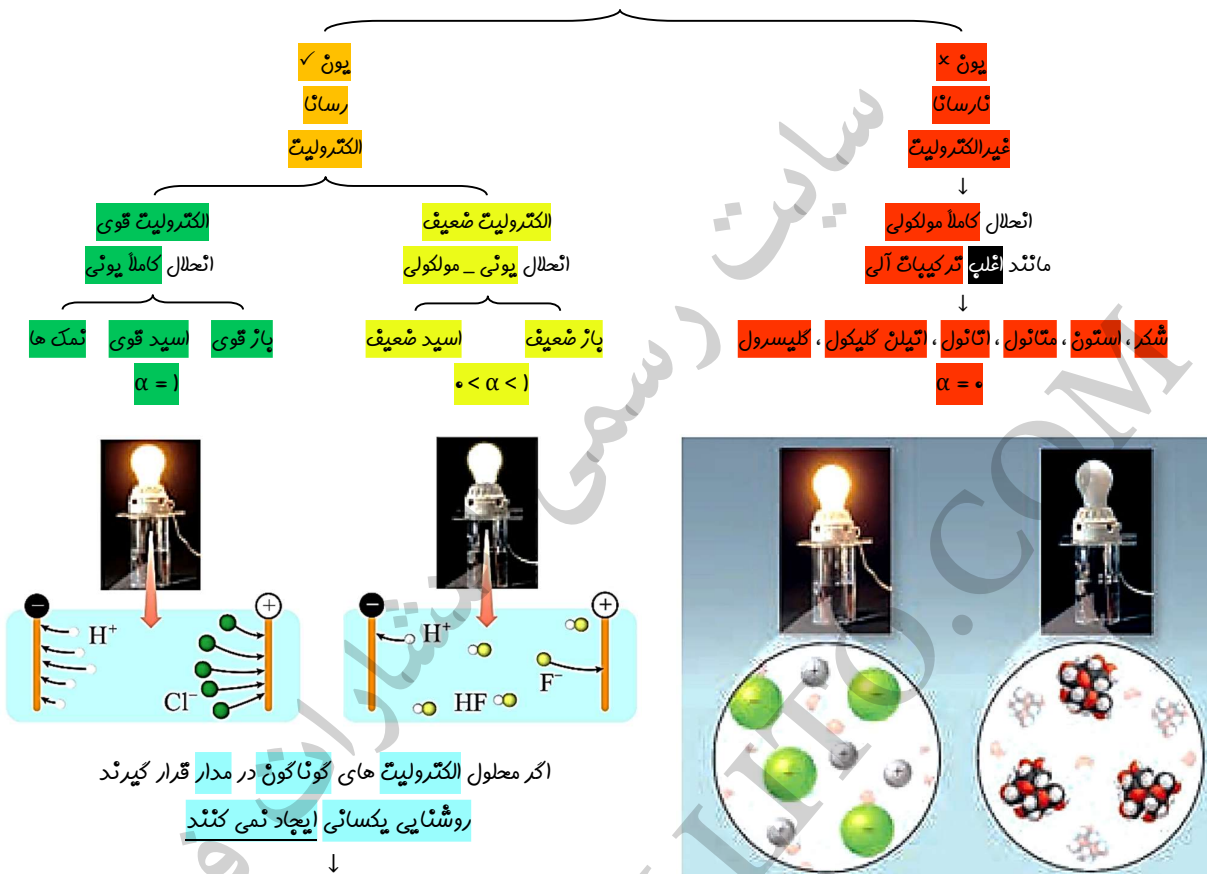 یون ×
نارسانا
غیرالکترولیت
↓
انحلال کاملاً مولکولی
مانند اغلب ترکیبات آلی
↓
شکر ، استون ، متانول ، اتانول ، اتیلن گلیکول ، گلیسرول
α = ۰
یون ✓
رسانا
الکترولیت
الکترولیت ضعیف
انحلال یونی _ مولکولی
باز ضعیف
اسید ضعیف
۰ < α < ۱
الکترولیت قوی
انحلال کاملاً یونی
باز قوی
اسید قوی
نمک ها
α = ۱
− +
H⁺
Cl⁻
− +
H⁺
F⁻
HF
+
+
+
+
−
−
−
−
اگر محلول الکترولیت های گوناگون در مدار قرار گیرند
روشنایی یکسانی ایجاد نمی کنند
↓
سایت رسمی انتشارات